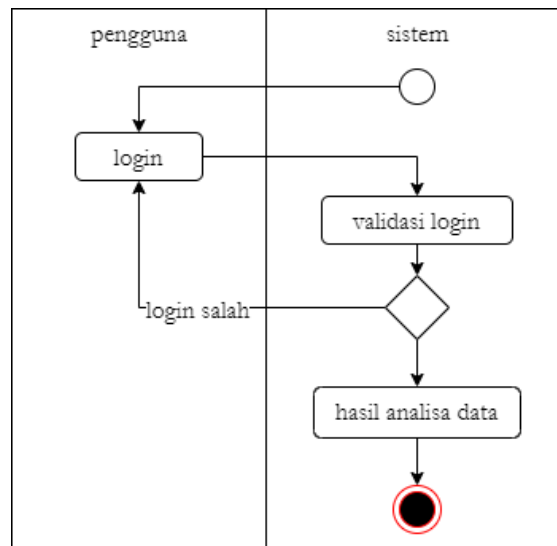 pengguna
sistem
login
validasi login
login salah
hasil analisa data